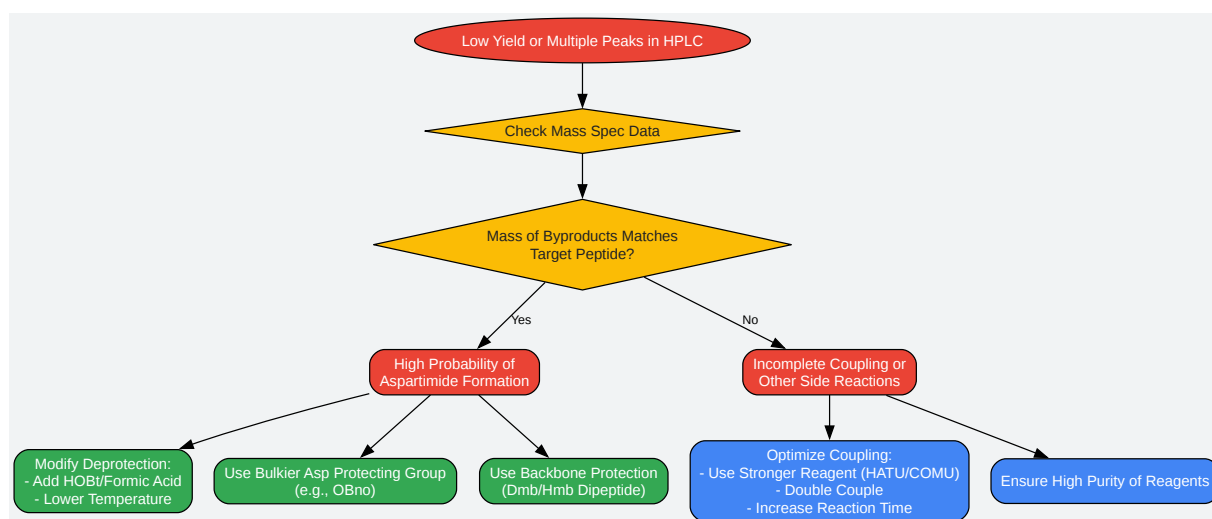 Low Yield or Multiple Peaks in HPLC
Check Mass Spec Data
Mass of Byproducts Matches
Target Peptide?
Yes
No
High Probability of
Aspartimide Formation
Incomplete Coupling or
Other Side Reactions
Modify Deprotection:
- Add HOBt/Formic Acid
- Lower Temperature
Use Bulkier Asp Protecting Group
(e.g., OBno)
Use Backbone Protection
(Dmb/Hmb Dipeptide)
Optimize Coupling:
- Use Stronger Reagent (HATU/COMU)
- Double Couple
- Increase Reaction Time
Ensure High Purity of Reagents